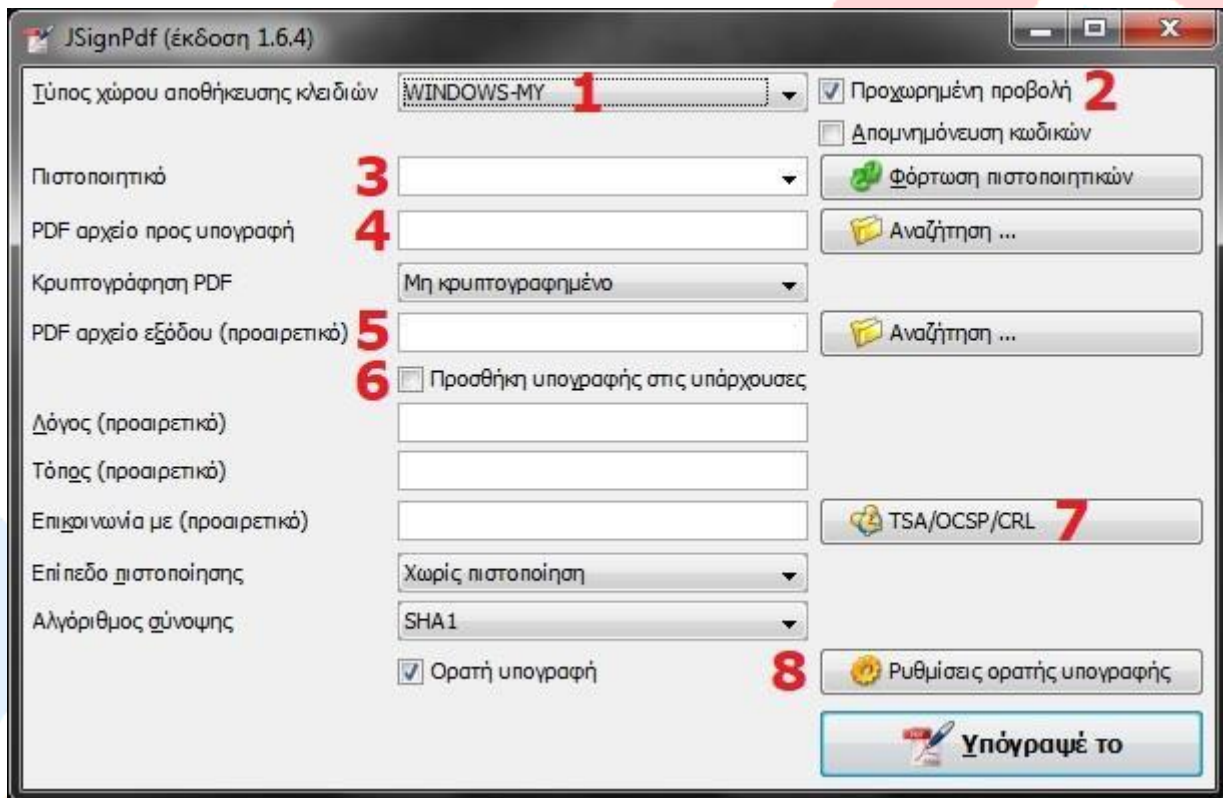 JSignPdf (έκδοση 1.6.4)
Τύπος χώρου αποθήκευσης κλειδιών WINDOWS-MY 1 Προχωρημένη προβολή 2
Απομνημόνευση κωδικών
Πιστοποιητικό 3 Φόρτωση πιστοποιητικών
PDF αρχείο προς υπογραφή 4 Αναζήτηση ...
Κρυπτογράφηση PDF Μη κρυπτογραφημένο
PDF αρχείο εξόδου (προαιρετικό) 5 Αναζήτηση ...
6 Προσθήκη υπογραφής στις υπάρχουσες
Λόγος (προαιρετικό)
Τόπος (προαιρετικό)
Επικοινωνία με (προαιρετικό) TSA/OCSP/CRL 7
Επίπεδο πιστοποίησης Χωρίς πιστοποίηση
Αλγόριθμος σύνοψης SHA1
Ορατή υπογραφή 8 Ρυθμίσεις ορατής υπογραφής
Υπόγραψέ το